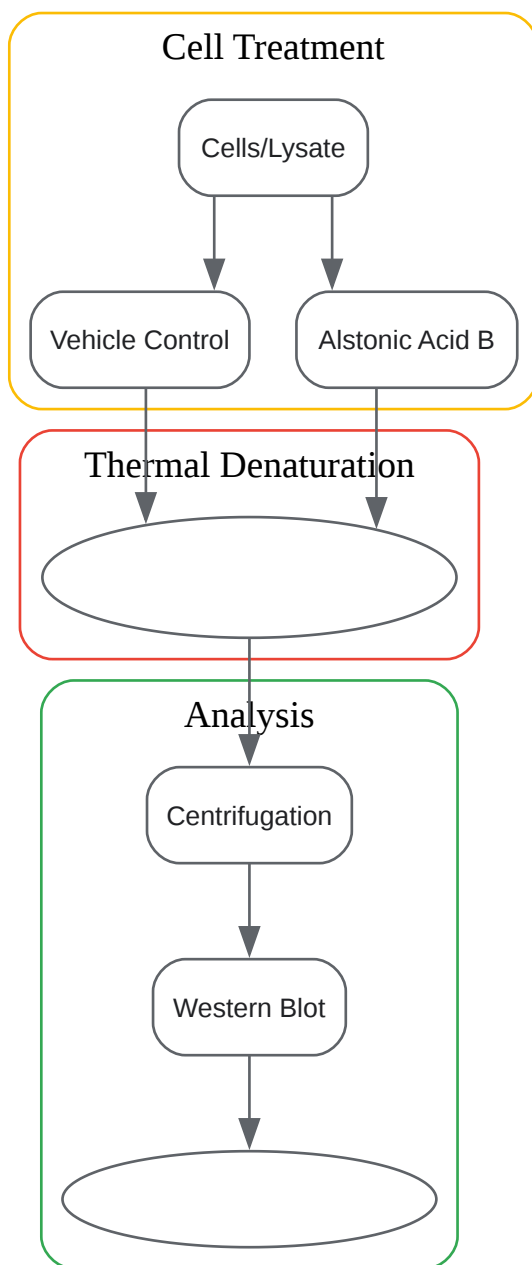 Cell Treatment
Cells/Lysate
Vehicle Control
Alstonic Acid B
Thermal Denaturation
Analysis
Centrifugation
Western Blot